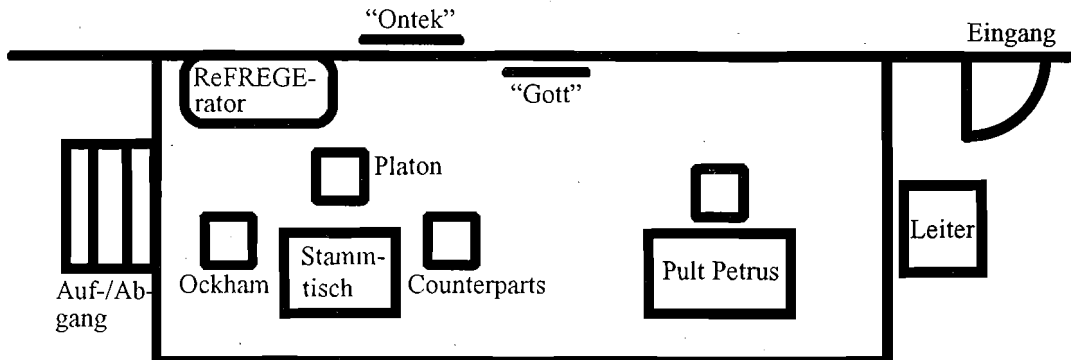 “Ontek”
Eingang
ReFREGE-
rator
“Gott”
Platon
Ockham
Stamm-
tisch
Counterparts
Pult Petrus
Leiter
Auf-/Ab-
gang